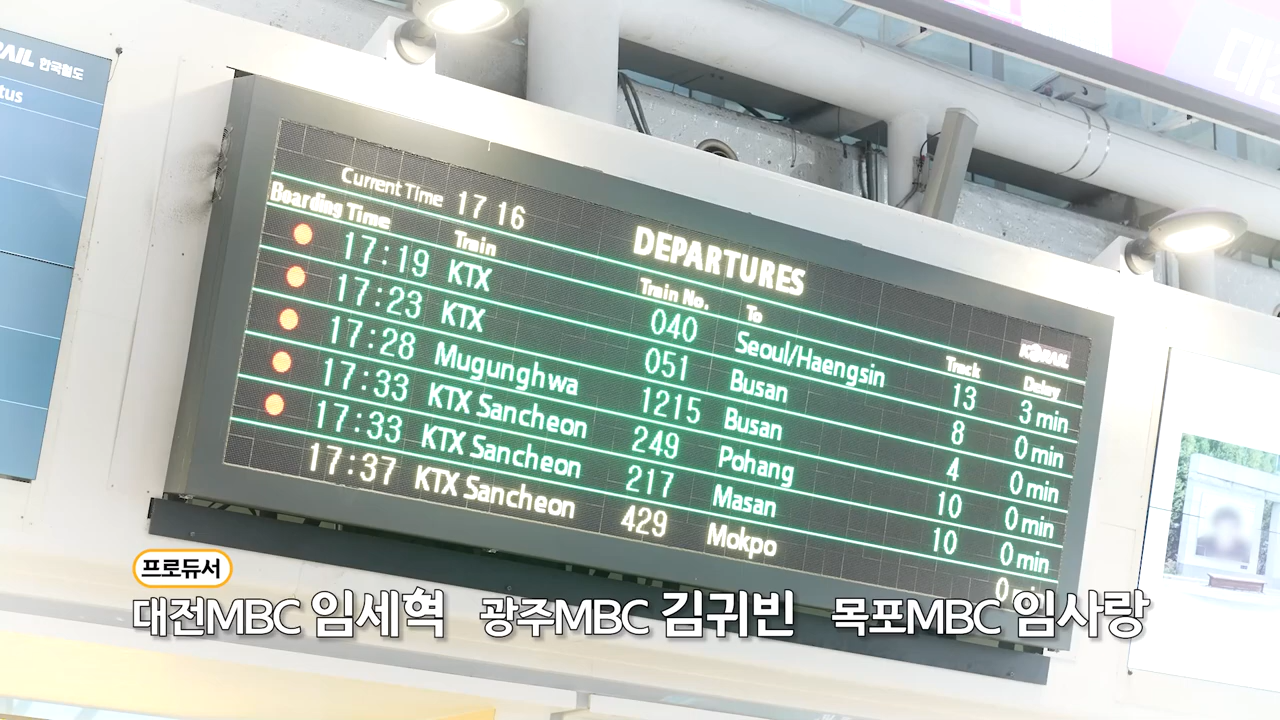 RAIL 한국철도
tus
Current Time 17 16
DEPARTURES
KORAIL
Boarding Time Train Train No. To Track Delay
17:19 KTX 040 Seoul/Haengsin 13 3 min
17:23 KTX 051 Busan 8 0 min
17:28 Mugunghwa 1215 Busan 4 0 min
17:33 KTX Sancheon 249 Pohang 10 0 min
17:33 KTX Sancheon 217 Masan 10 0 min
17:37 KTX Sancheon 429 Mokpo 0
프로듀서
대전MBC 임세혁 광주MBC 김귀빈 목포MBC 임사랑